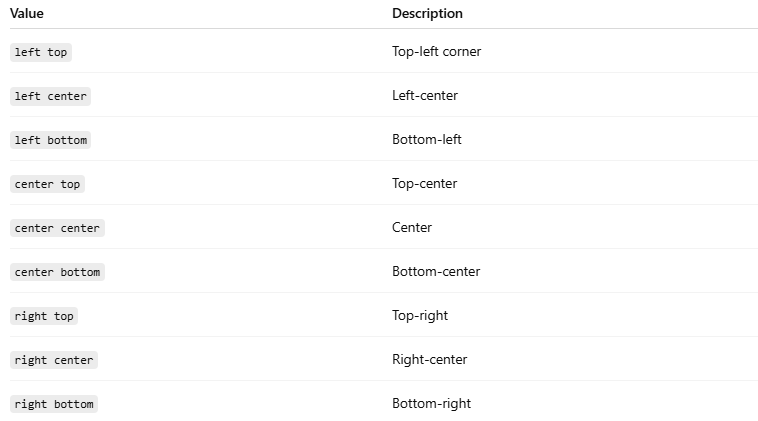 Value Description
left top Top-left corner
left center Left-center
left bottom Bottom-left
center top Top-center
center center Center
center bottom Bottom-center
right top Top-right
right center Right-center
right bottom Bottom-right